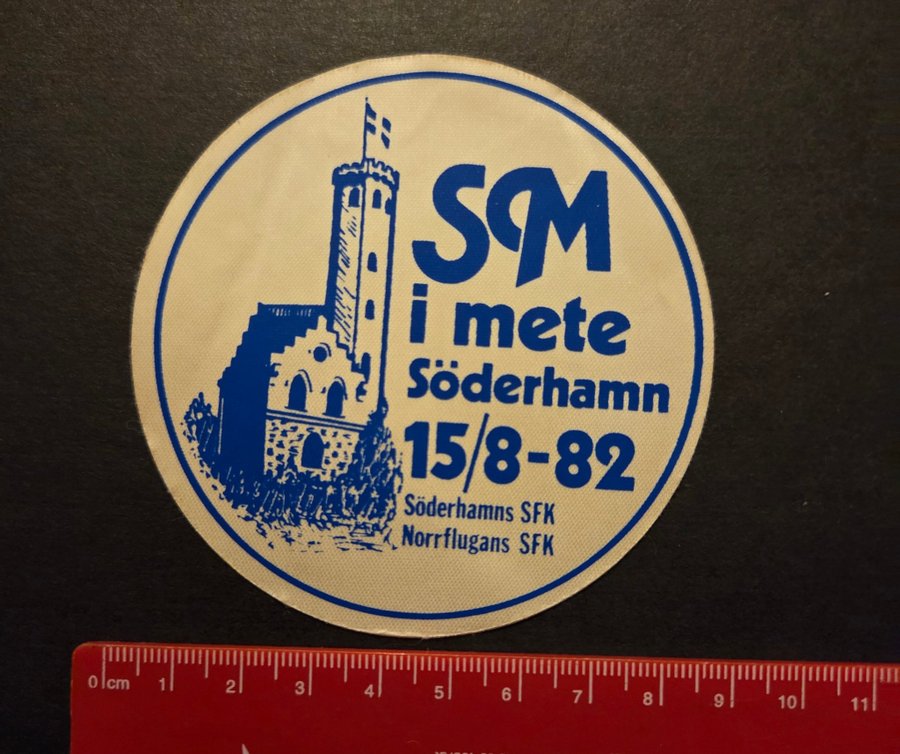 SM
i mete
Söderhamn
15/8-82
Söderhamns SFK
Norrflugans SFK
0 cm 1 2 3 4 5 6 7 8 9 10 11